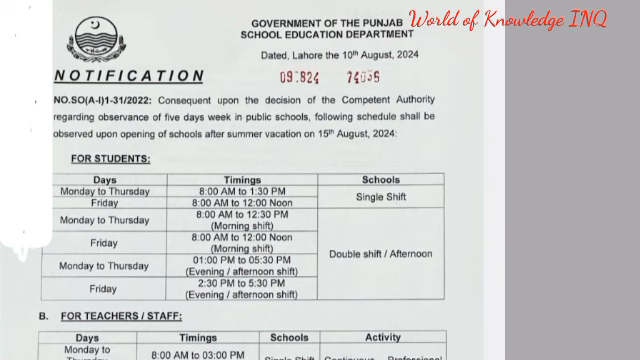 World of Knowledge INQ
GOVERNMENT OF THE PUNJAB
SCHOOL EDUCATION DEPARTMENT
Dated, Lahore the 10th August, 2024
NOTIFICATION
NO.SO(A-I)1-31/2022: Consequent upon the decision of the Competent Authority
regarding observance of five days week in public schools, following schedule shall be
observed upon opening of schools after summer vacation on 15th August, 2024:
FOR STUDENTS:
Days Timings Schools
Monday to Thursday 8:00 AM to 1:30 PM Single Shift
Friday 8:00 AM to 12:00 Noon
Monday to Thursday 8:00 AM to 12:30 PM
(Morning shift)
Friday 8:00 AM to 12:00 Noon
(Morning shift)
Double shift / Afternoon
Monday to Thursday 01:00 PM to 05:30 PM
(Evening / afternoon shift)
Friday 2:30 PM to 5:30 PM
(Evening / afternoon shift)
B. FOR TEACHERS / STAFF:
Days Timings Schools Activity
Monday to 8:00 AM to 03:00 PM Single Shift Continuous Professional